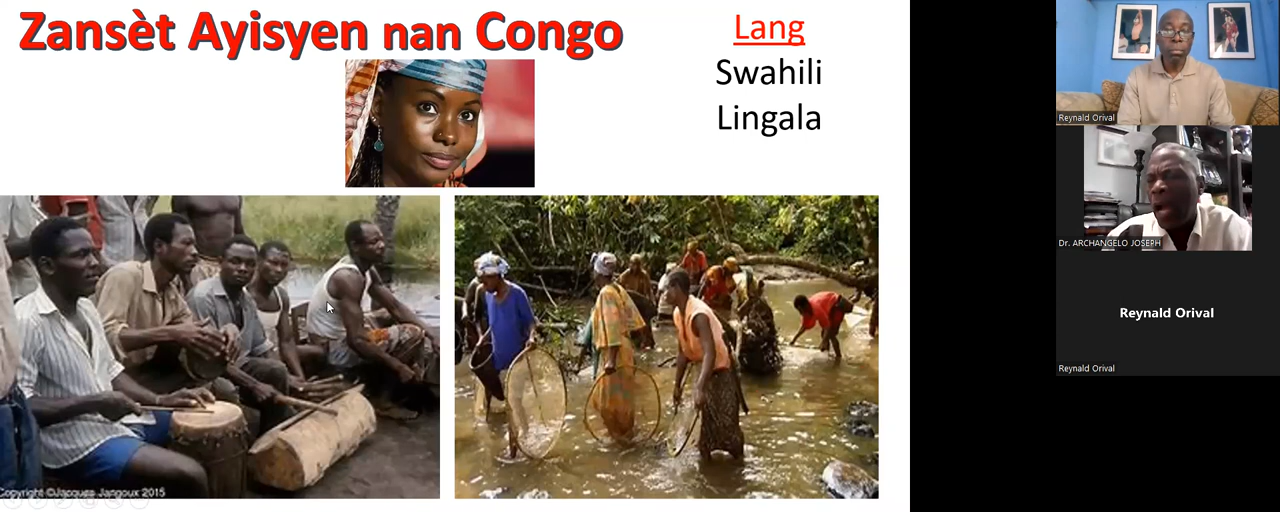 Zansèt Ayisyen nan Congo
Lang
Swahili
Lingala
Copyright ©Jacques Jangoux 2015
Reynald Orival
Dr. ARCHANGELO JOSEPH
Reynald Orival
Reynald Orival